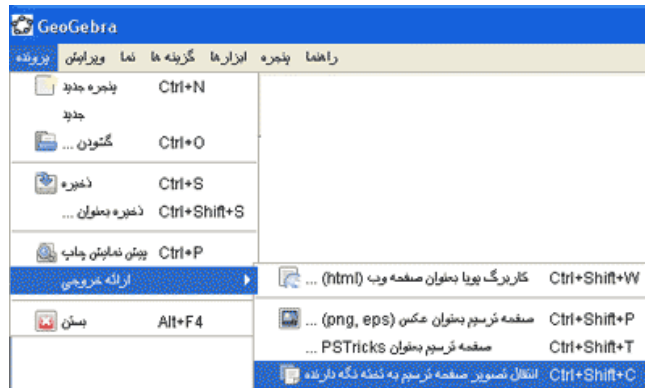 GeoGebra
پرونده ویرایش نما گزینه ها ابزارها پنجره راهنما
پنجره جدید Ctrl+N
جدید
گشودن ... Ctrl+O
ذخیره Ctrl+S
ذخیره بعنوان ... Ctrl+Shift+S
پیش نمایش چاپ Ctrl+P
ارائه خروجی
کاربرگ پویا بعنوان صفحه وب (html) ... Ctrl+Shift+W
بستن Alt+F4
صفحه ترسیم بعنوان عکس (png, eps) ... Ctrl+Shift+P
صفحه ترسیم بعنوان PSTricks ... Ctrl+Shift+T
انتقال تصویر صفحه ترسیم به تخته نگه دارنده Ctrl+Shift+C